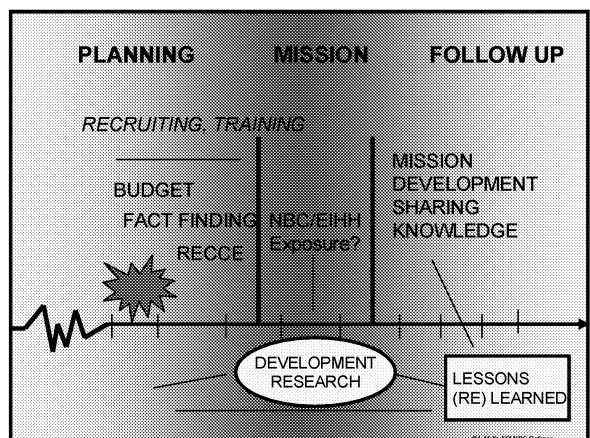 PLANNING MISSION FOLLOW UP
RECRUITING, TRAINING
BUDGET
FACT FINDING
RECCE
NBC/EIHH
Exposure?
MISSION
DEVELOPMENT
SHARING
KNOWLEDGE
DEVELOPMENT
RESEARCH
LESSONS
(RE) LEARNED